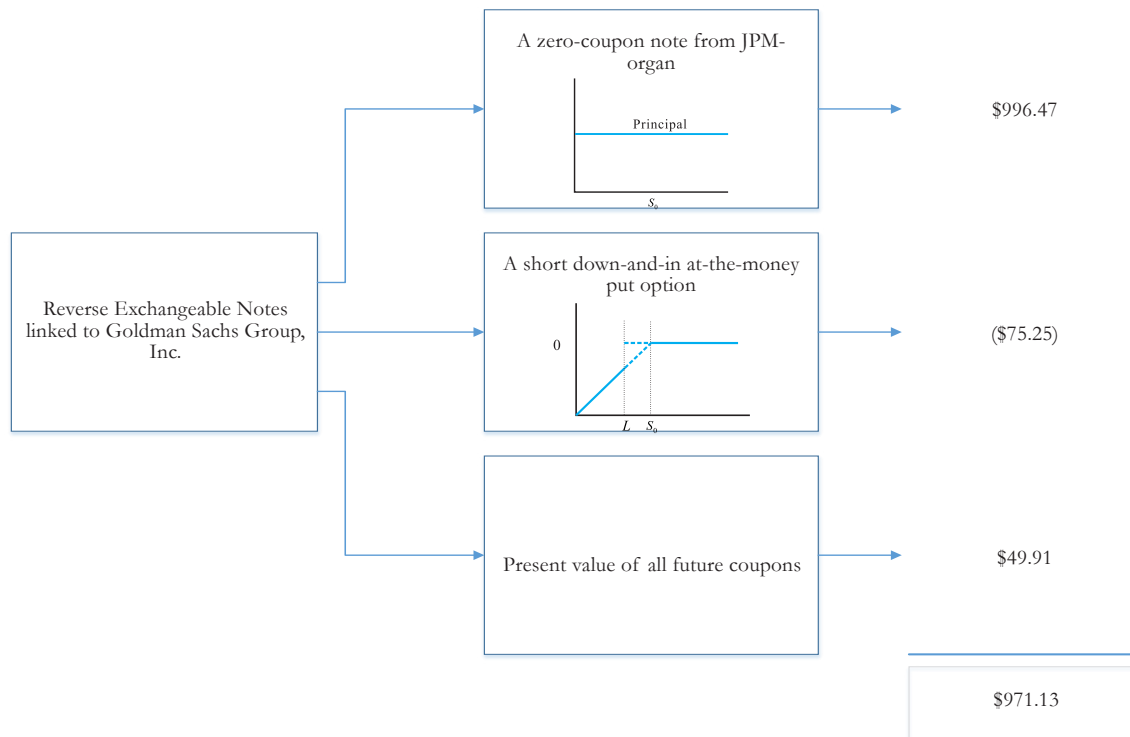 A zero-coupon note from JPM-
organ
Principal
S₀
$996.47
Reverse Exchangeable Notes
linked to Goldman Sachs Group,
Inc.
A short down-and-in at-the-money
put option
0
L S₀
($75.25)
Present value of all future coupons
$49.91
$971.13